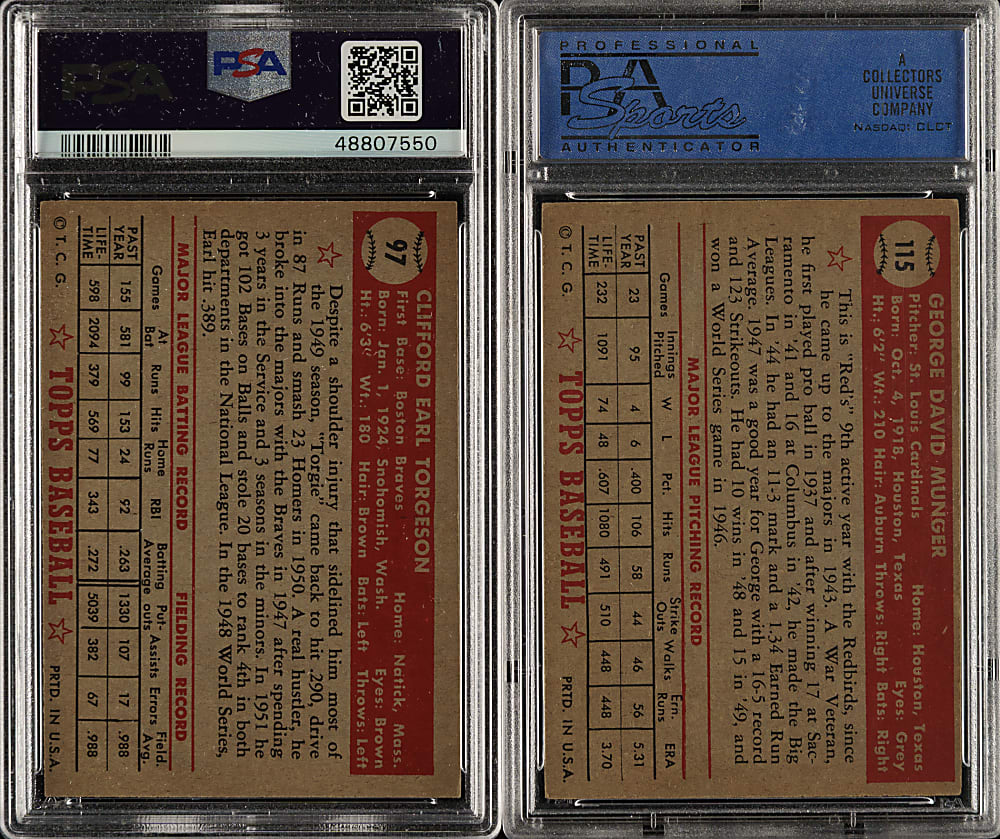 PSA
PSA
48807550
97
CLIFFORD EARL TORGESON
First Base: Boston Braves Home: Natick, Mass.
Born: Jan. 1, 1924, Snohomish, Wash. Eyes: Brown
Wt.: 180 Hair: Brown Bats: Left Throws: Left
Despite a shoulder injury that sidelined him most of
the 1949 season, "Torgie" came back to hit .290, drive
in 87 Runs and smash 23 Homers in 1950. A real hustler, he
broke into the majors with the Braves in 1947 after spending
3 years in the Service and 3 seasons in the minors. In 1951 he
got 102 Bases on Balls and stole 20 bases to rank 4th in both
departments in the National League. In the 1948 World Series,
Earl hit .389.
MAJOR LEAGUE BATTING RECORD FIELDING RECORD
Games At Bat Runs Hits Home Runs RBI Batting Average Put-outs Assists Errors Field. Avg.
PAST YEAR 155 581 99 153 24 92 .263 1330 107 17 .988
LIFE-TIME 598 2094 379 569 77 343 .272 5039 382 67 .988
TOPPS BASEBALL
© T. C. G. PRTD. IN U.S.A.
PROFESSIONAL
PSA
Sports
AUTHENTICATOR
A
COLLECTORS
UNIVERSE
COMPANY
NASDAQ: CLCT
115
GEORGE DAVID MUNGER
Pitcher: St. Louis Cardinals Home: Houston, Texas
Born: Oct. 4, 1918, Houston, Texas Eyes: Grey
Ht.: 6'2" Wt.: 210 Hair: Auburn Throws: Right Bats: Right
This is "Red's" 9th active year with the Redbirds, since
he came up to the majors in 1943. A War Veteran,
he first played pro ball in 1937 and after winning 17 at Sac-
ramento in '41 and 16 at Columbus in '42, he made the Big
Leagues. In '44 he had an 11-3 mark and a 1.34 Earned Run
Average. 1947 was a good year for George with a 16-5 record
and 123 Strikeouts. He had 10 wins in '48 and 15 in '49, and
won a World Series game in 1946.
MAJOR LEAGUE PITCHING RECORD
Games Innings Pitched W L Pct. Hits Runs Strike Outs Walks Ern. Runs ERA
PAST YEAR 23 95 4 6 .400 106 58 44 46 56 5.31
LIFE-TIME 232 1091 74 48 .607 1080 491 510 448 448 3.70
TOPPS BASEBALL
© T. C. G. PRTD. IN U.S.A.